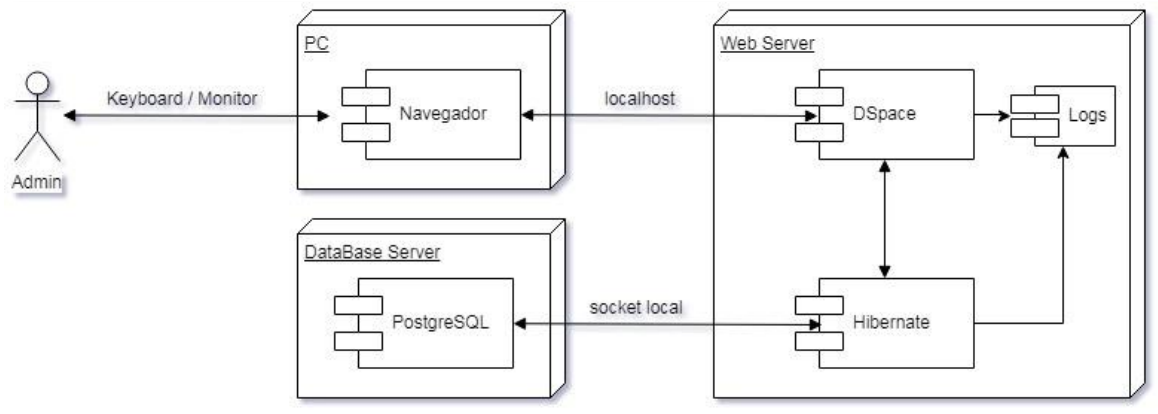 PC
Web Server
Keyboard / Monitor
Navegador
localhost
DSpace
Logs
Admin
DataBase Server
PostgreSQL
socket local
Hibernate